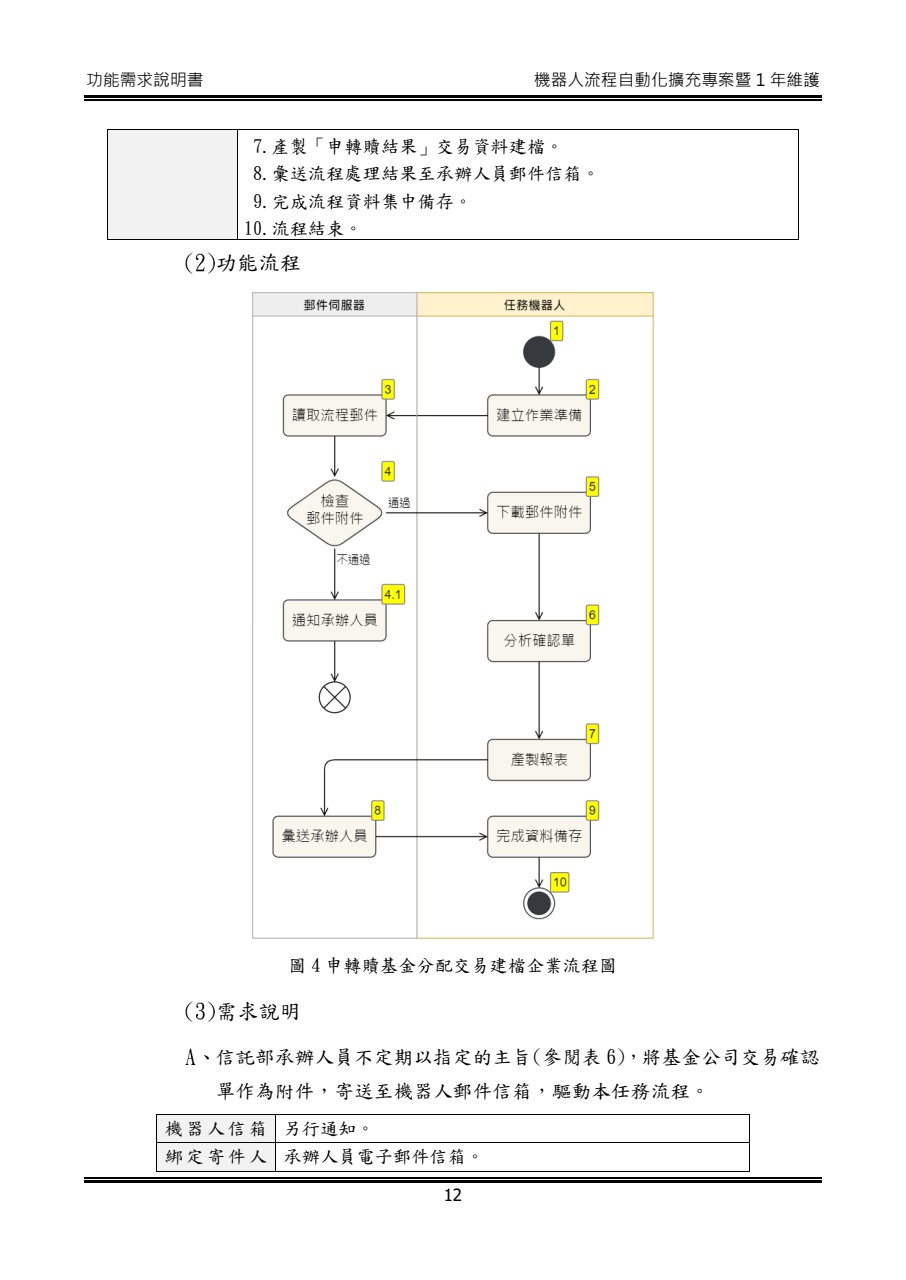 功能需求說明書 機器人流程自動化擴充專案暨 1 年維護
7.產製「申轉贖結果」交易資料建檔。
8.彙送流程處理結果至承辦人員郵件信箱。
9.完成流程資料集中備存。
10.流程結束。
(2)功能流程
郵件伺服器 任務機器人
1
3 2
讀取流程郵件 建立作業準備
4 5
檢查
郵件附件
通過
下載郵件附件
不通過
4.1
通知承辦人員
6
分析確認單
7
產製報表
8 9
彙送承辦人員 完成資料備存
10
圖 4 申轉贖基金分配交易建檔企業流程圖
(3)需求說明
A、信託部承辦人員不定期以指定的主旨(參閱表 6)，將基金公司交易確認
單作為附件，寄送至機器人郵件信箱，驅動本任務流程。
機器人信箱 另行通知。
綁定寄件人 承辦人員電子郵件信箱。
12